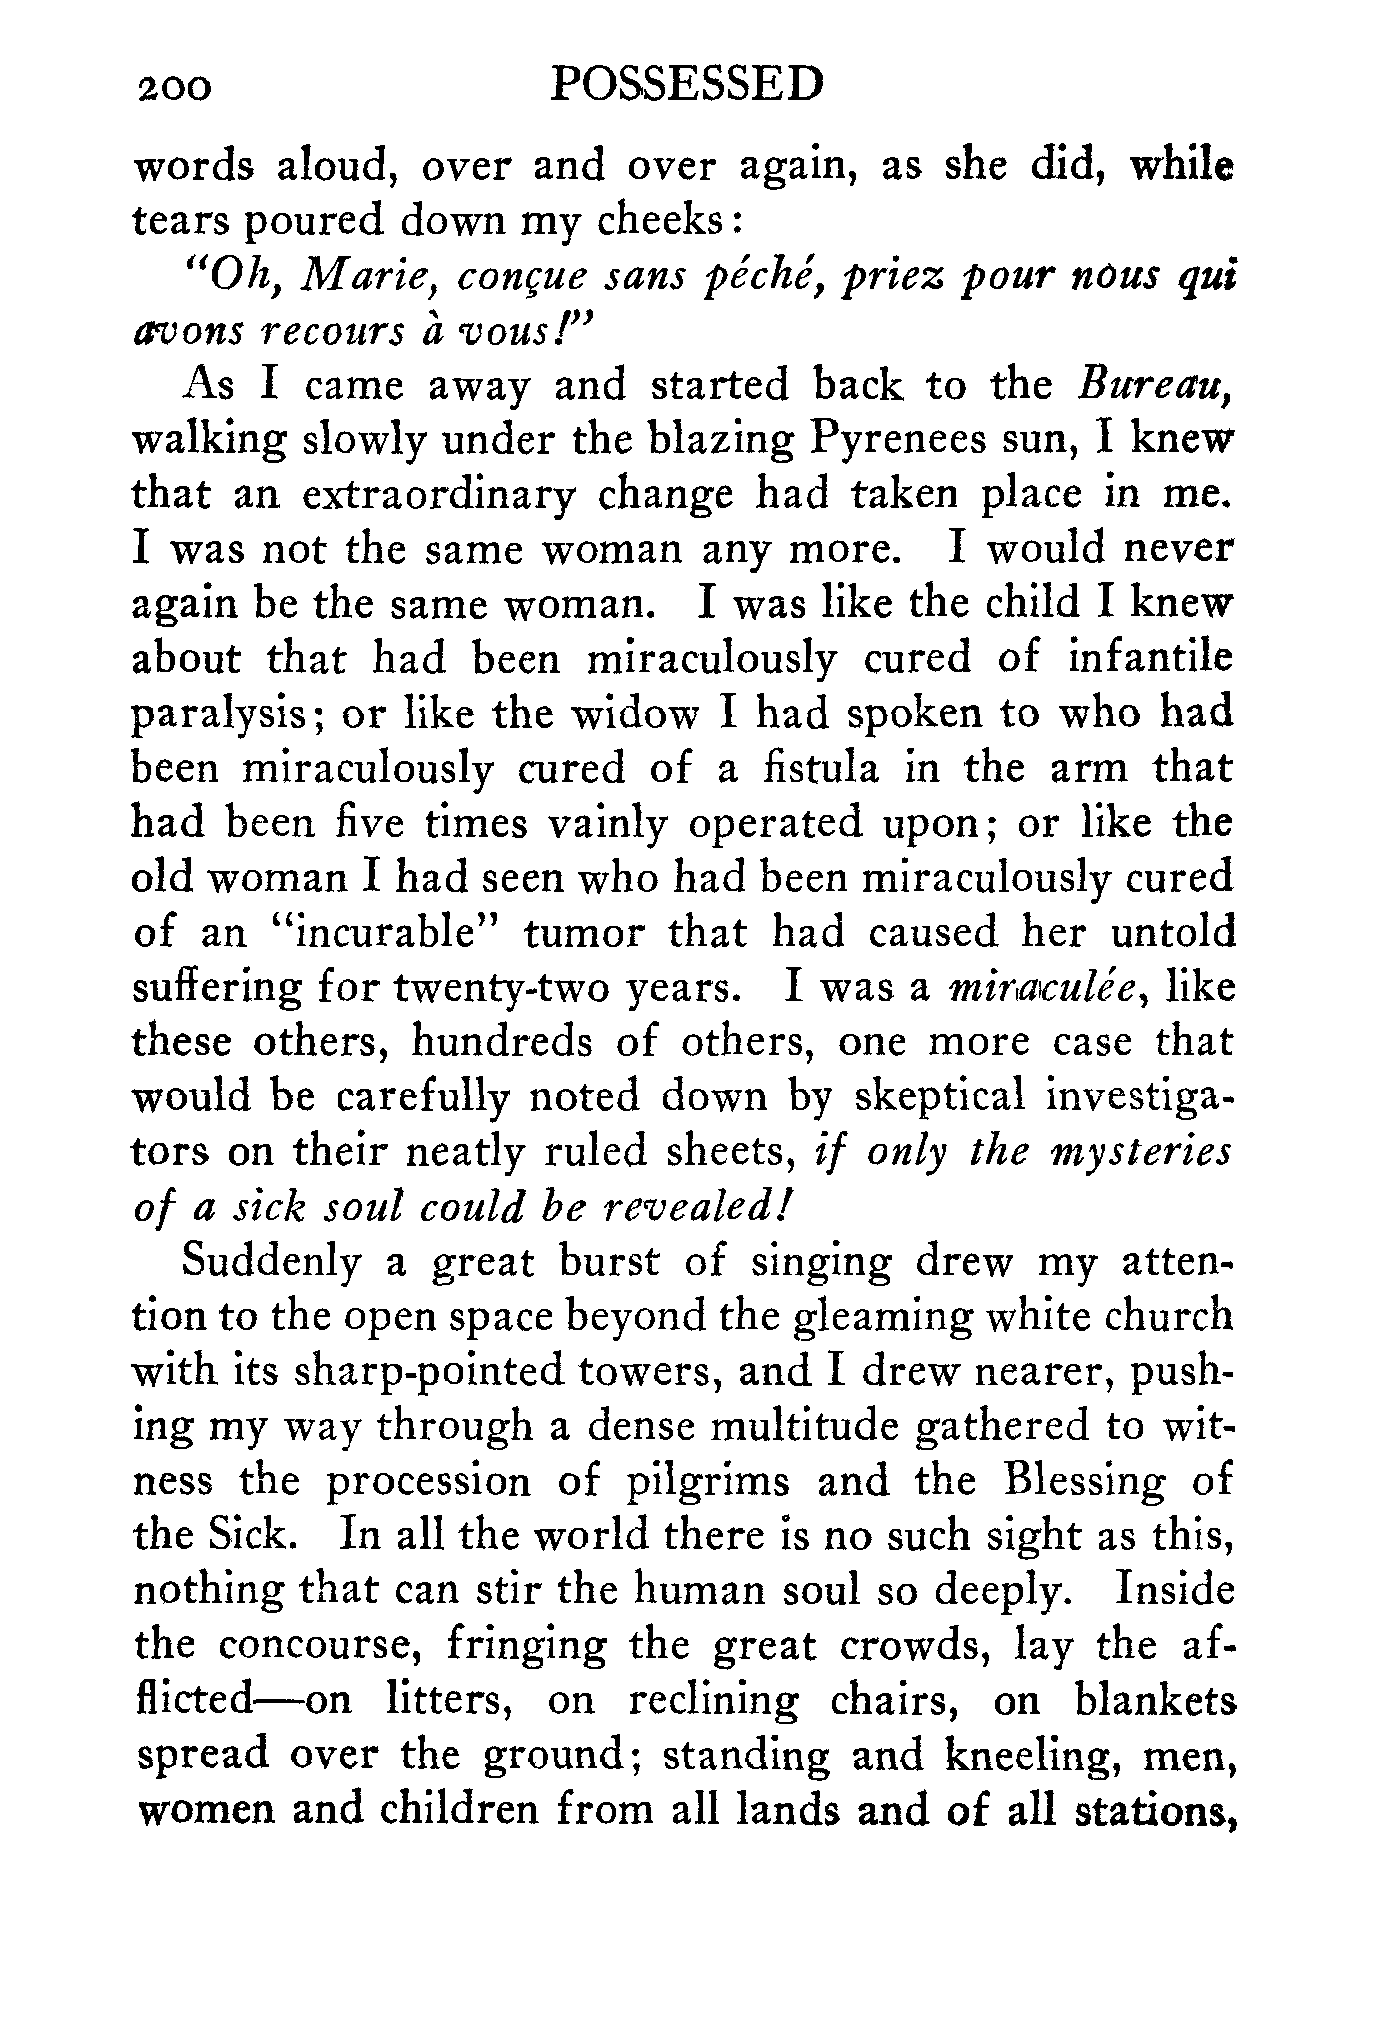 200 POSSESSED
words aloud, over and over again, as she did, while
tears poured down my cheeks:
"Oh, Marie, conçue sans péché, priez pour nous qui
avons recours à vous!"
As I came away and started back to the Bureau,
walking slowly under the blazing Pyrenees sun, I knew
that an extraordinary change had taken place in me.
I was not the same woman any more. I would never
again be the same woman. I was like the child I knew
about that had been miraculously cured of infantile
paralysis; or like the widow I had spoken to who had
been miraculously cured of a fistula in the arm that
had been five times vainly operated upon; or like the
old woman I had seen who had been miraculously cured
of an "incurable" tumor that had caused her untold
suffering for twenty-two years. I was a miraculée, like
these others, hundreds of others, one more case that
would be carefully noted down by skeptical investiga-
tors on their neatly ruled sheets, if only the mysteries
of a sick soul could be revealed!
Suddenly a great burst of singing drew my atten-
tion to the open space beyond the gleaming white church
with its sharp-pointed towers, and I drew nearer, push-
ing my way through a dense multitude gathered to wit-
ness the procession of pilgrims and the Blessing of
the Sick. In all the world there is no such sight as this,
nothing that can stir the human soul so deeply. Inside
the concourse, fringing the great crowds, lay the af-
flicted—on litters, on reclining chairs, on blankets
spread over the ground; standing and kneeling, men,
women and children from all lands and of all stations,